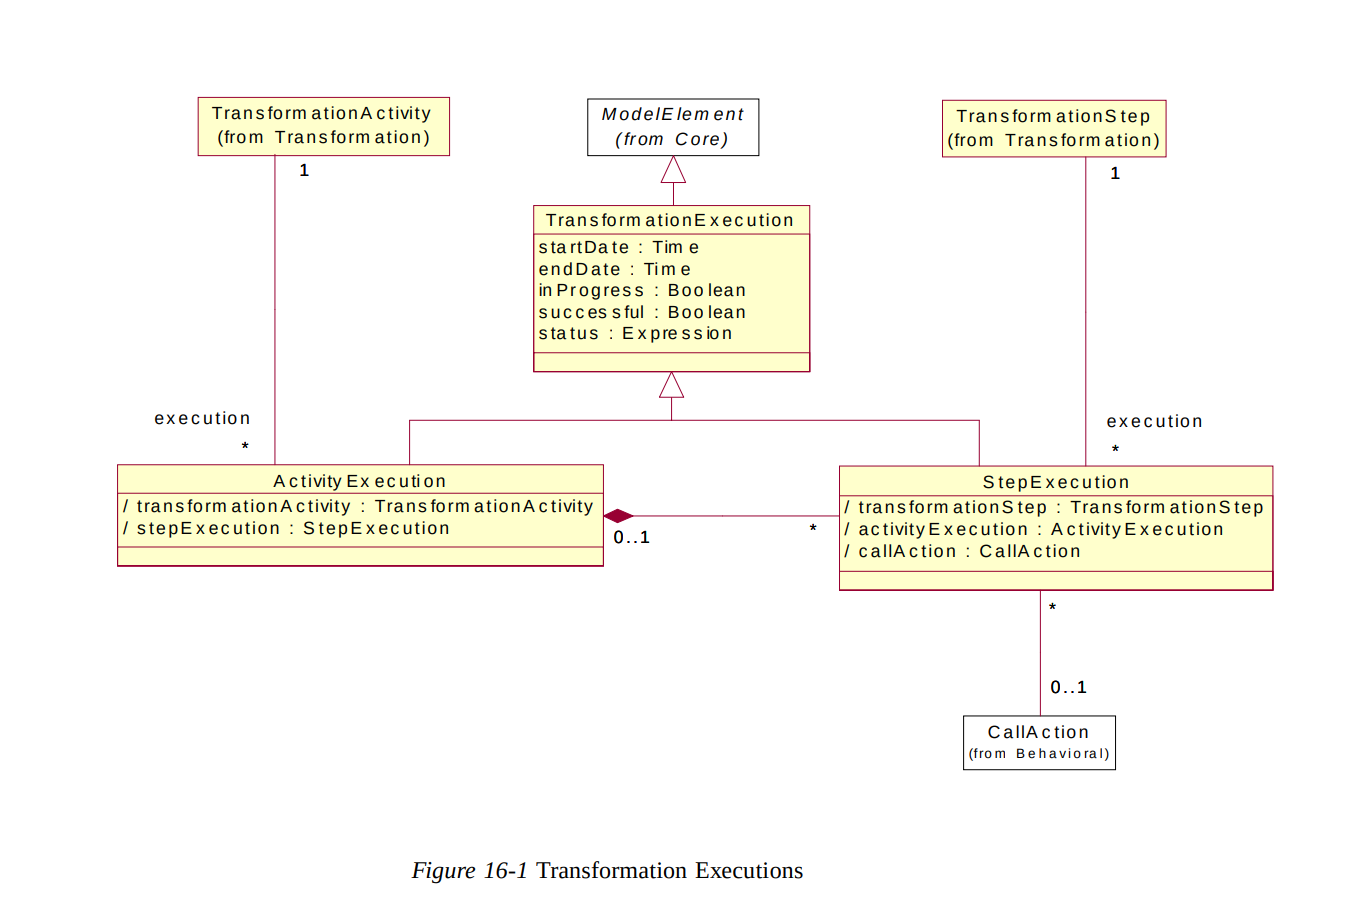 TransformationActivity
(from Transformation)
1
ModelElement
(from Core)
TransformationStep
(from Transformation)
1
TransformationExecution
startDate : Time
endDate : Time
inProgress : Boolean
successful : Boolean
status : Expression
execution
*
execution
*
ActivityExecution
/ transformationActivity : TransformationActivity
/ stepExecution : StepExecution
0..1
*
StepExecution
/ transformationStep : TransformationStep
/ activityExecution : ActivityExecution
/ callAction : CallAction
*
0..1
CallAction
(from Behavioral)
Figure 16-1 Transformation Executions